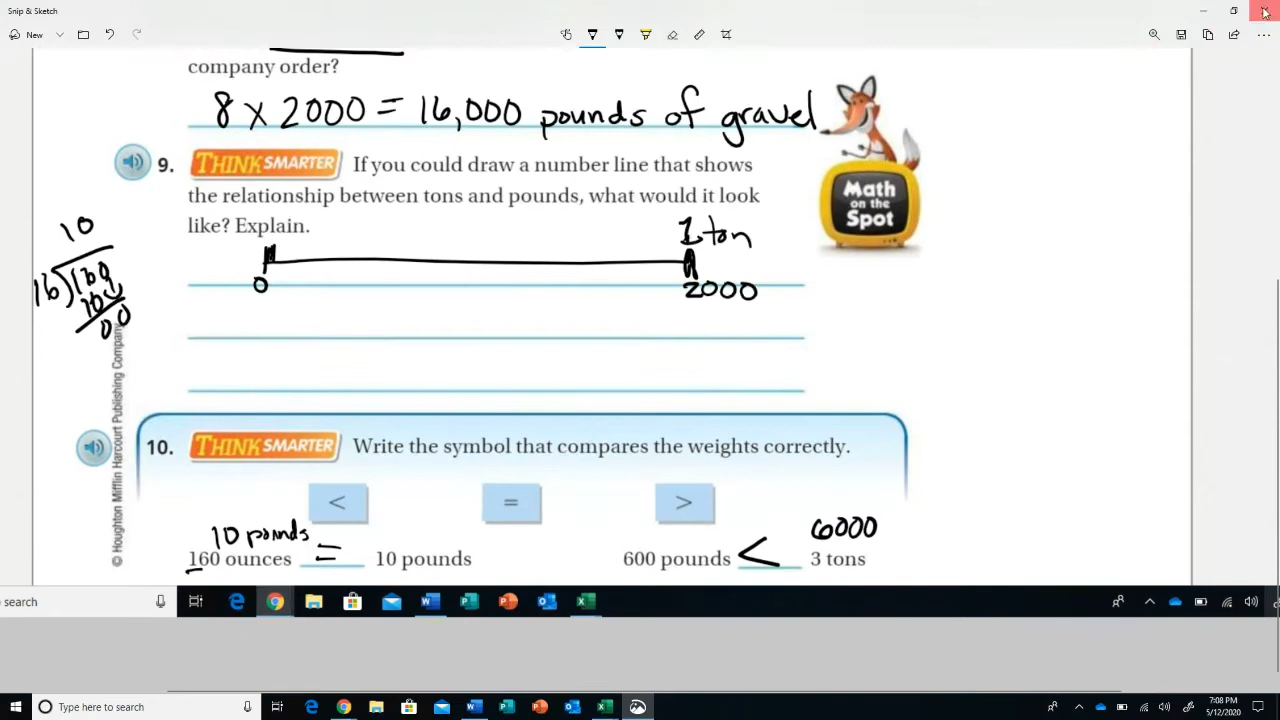 Snip & Sketch
New
company order?
8 x 2000 = 16,000 pounds of gravel
9. THINK SMARTER If you could draw a number line that shows
the relationship between tons and pounds, what would it look
like? Explain.
Math
on the
Spot
10
16 160
1 ton
0
2000
© Houghton Mifflin Harcourt Publishing Company
10. THINK SMARTER Write the symbol that compares the weights correctly.
< = >
10 pounds
6000
160 ounces = 10 pounds 600 pounds < 3 tons
search
Type here to search
7:08 PM
5/12/2020